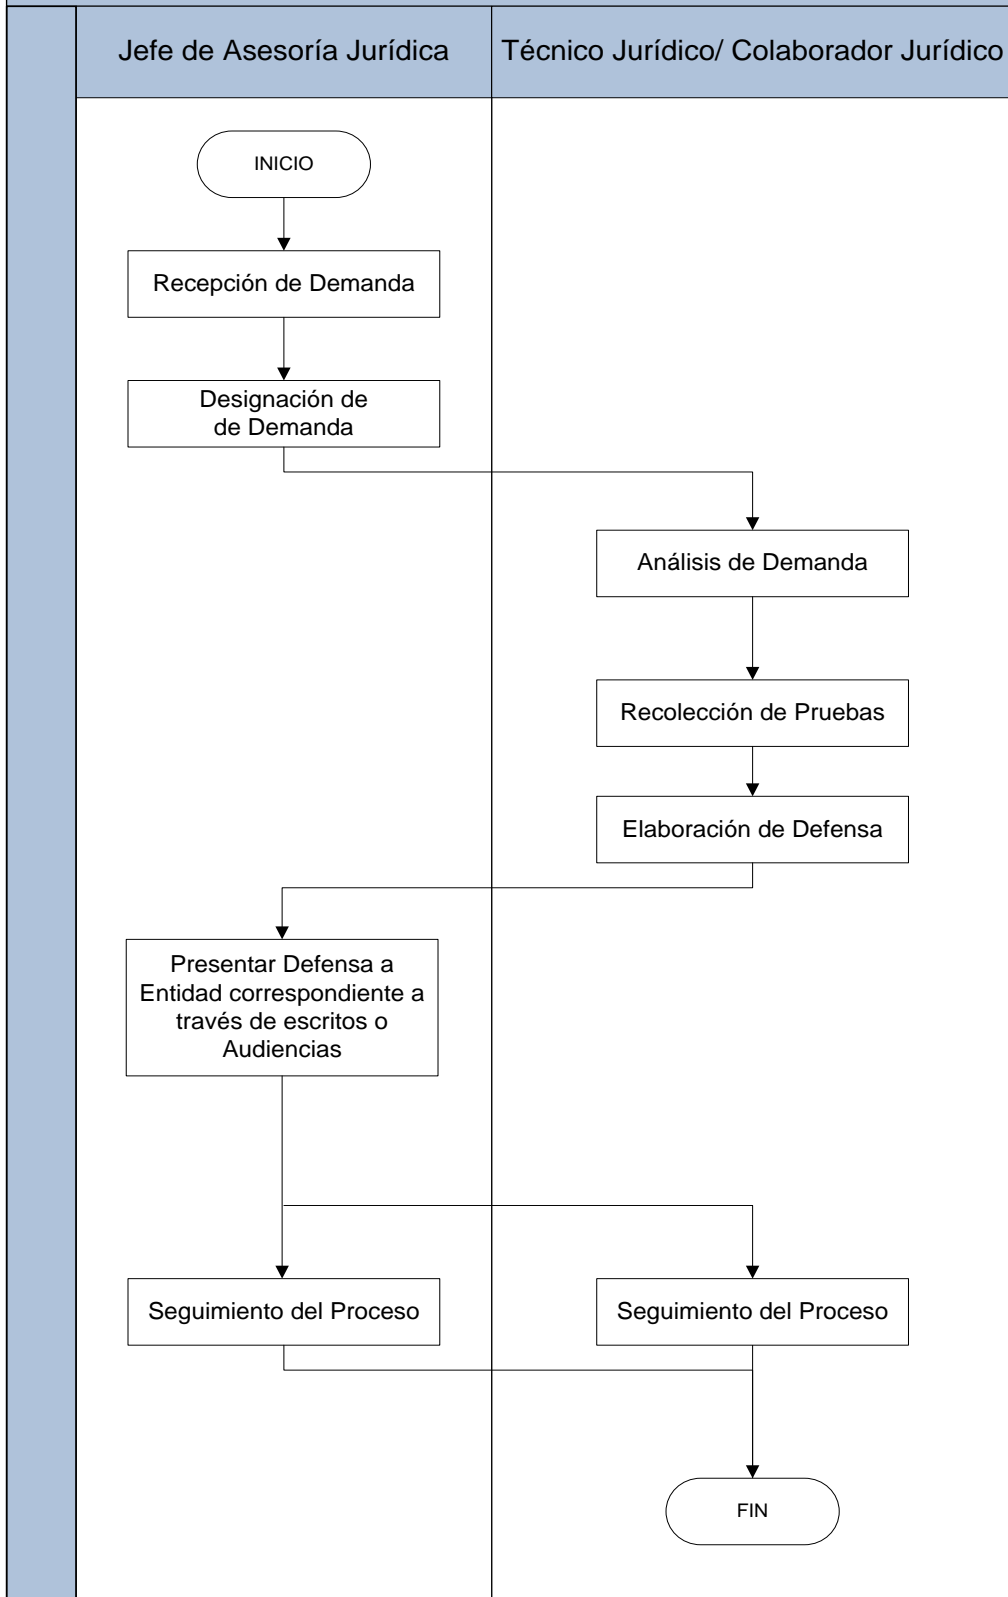 Jefe de Asesoría Jurídica
Técnico Jurídico/ Colaborador Jurídico
INICIO
Recepción de Demanda
Designación de
de Demanda
Análisis de Demanda
Recolección de Pruebas
Elaboración de Defensa
Presentar Defensa a
Entidad correspondiente a
través de escritos o
Audiencias
Seguimiento del Proceso
Seguimiento del Proceso
FIN